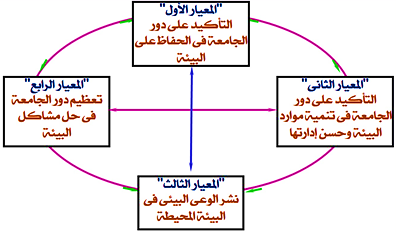 "المعيار الأول"
التأكيد على دور
الجامعة فى الحفاظ على
البيئة
"المعيار الثانى"
التأكيد على دور
الجامعة فى تنمية موارد
البيئة وحسن إدارتها
"المعيار الرابع"
تعظيم دور الجامعة
فى حل مشاكل
البيئة
"المعيار الثالث"
نشر الوعى البيئى فى
البيئة المحيطة